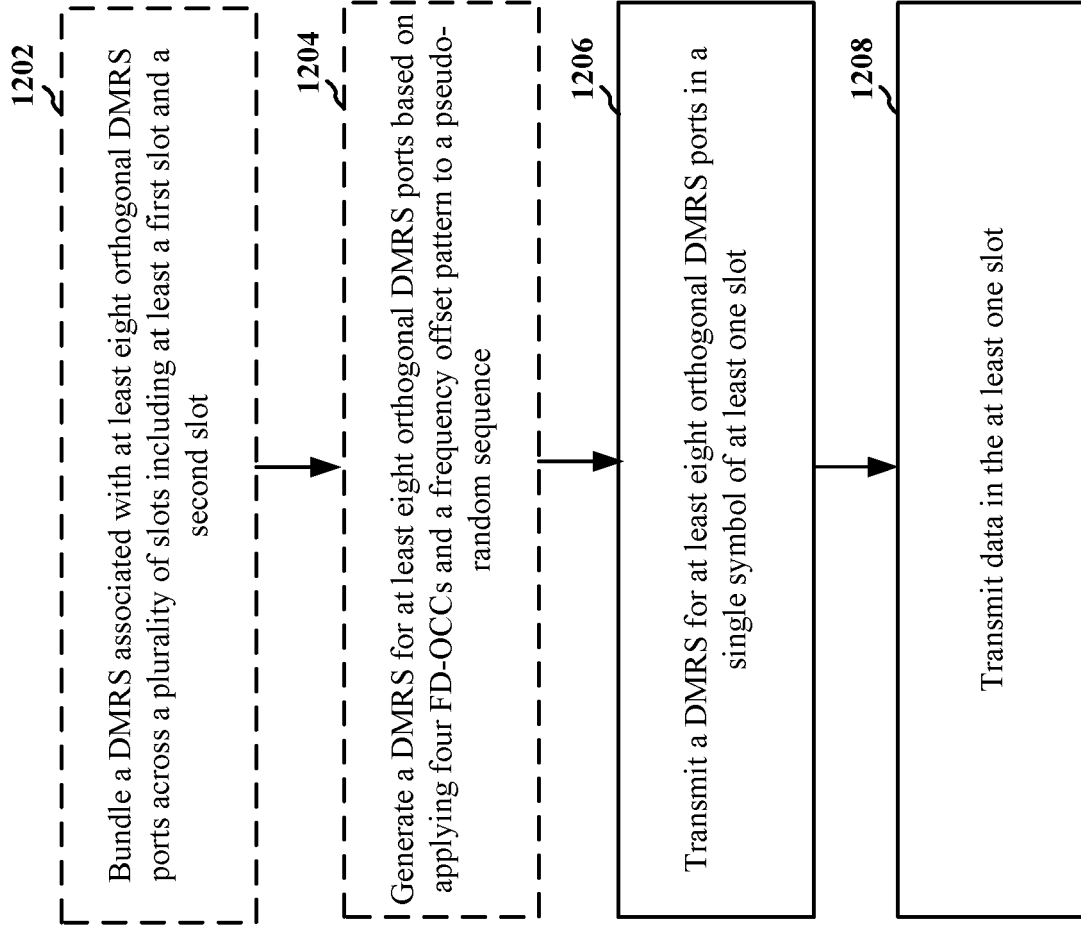 1202
Bundle a DMRS associated with at least eight orthogonal DMRS
ports across a plurality of slots including at least a first slot and a
second slot
1204
Generate a DMRS for at least eight orthogonal DMRS ports based on
applying four FD-OCCs and a frequency offset pattern to a pseudo-
random sequence
1206
Transmit a DMRS for at least eight orthogonal DMRS ports in a
single symbol of at least one slot
1208
Transmit data in the at least one slot